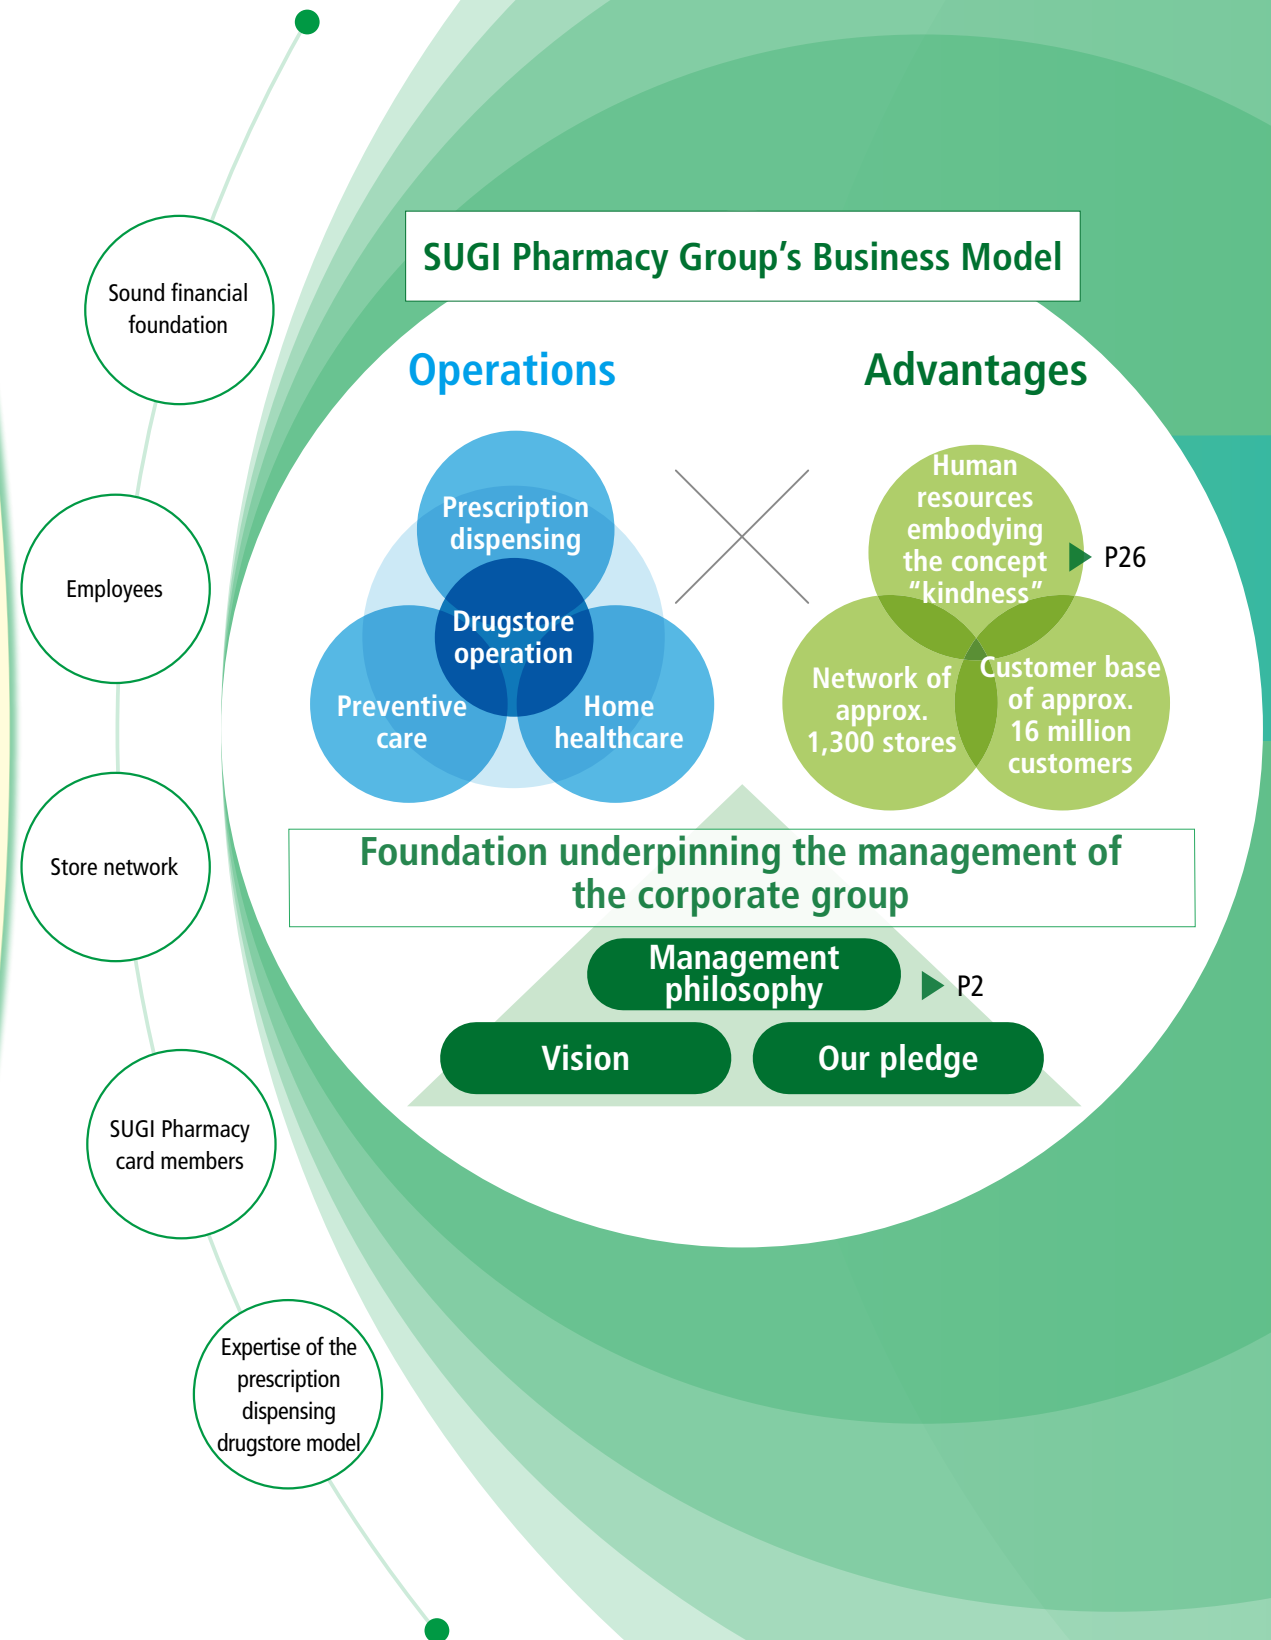 Sound financial
foundation
Employees
Store network
SUGI Pharmacy
card members
Expertise of the
prescription
dispensing
drugstore model
SUGI Pharmacy Group's Business Model
Operations
Prescription
dispensing
Drugstore
operation
Preventive
care
Home
healthcare
Advantages
Human
resources
embodying
the concept
“kindness”
P26
Network of
approx.
1,300 stores
Customer base
of approx.
16 million
customers
Foundation underpinning the management of
the corporate group
Management
philosophy
P2
Vision
Our pledge